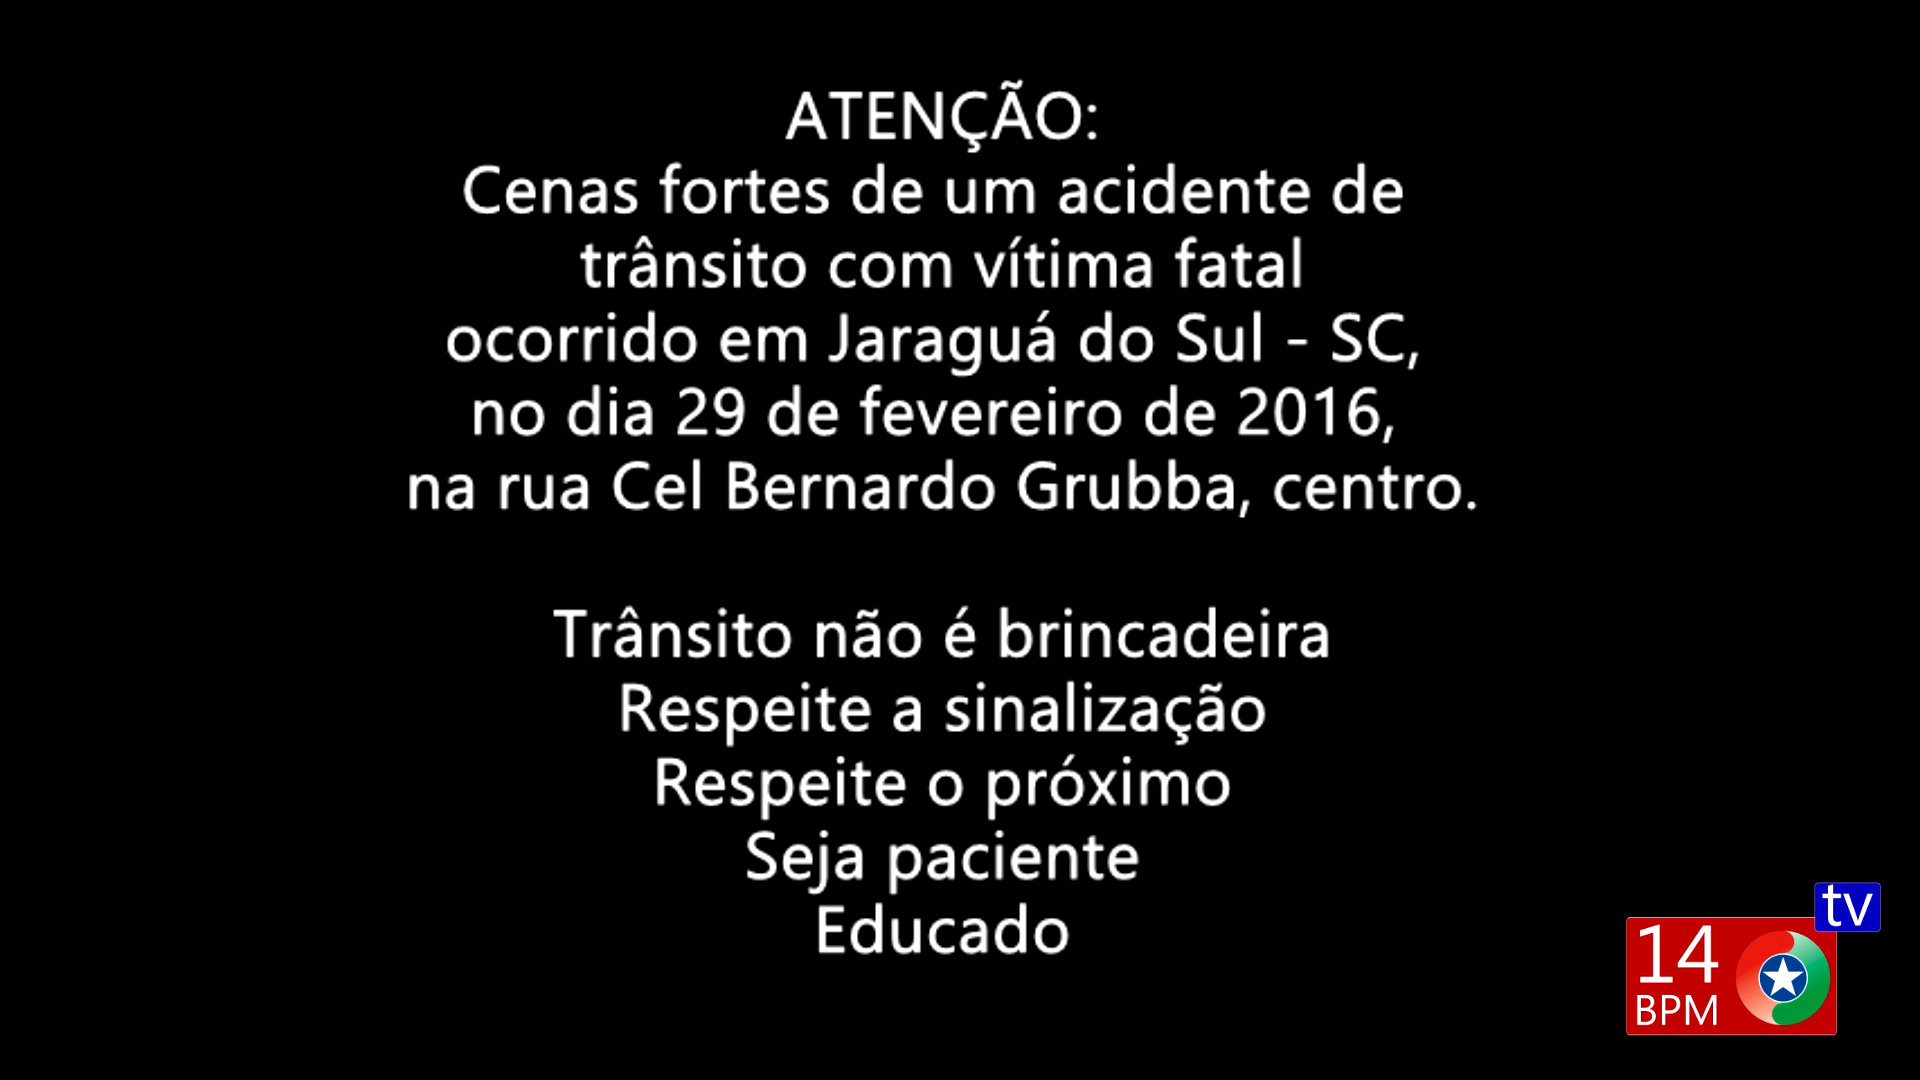 ATENÇÃO:
Cenas fortes de um acidente de
trânsito com vítima fatal
ocorrido em Jaraguá do Sul - SC,
no dia 29 de fevereiro de 2016,
na rua Cel Bernardo Grubba, centro.
Trânsito não é brincadeira
Respeite a sinalização
Respeite o próximo
Seja paciente
Educado
tv
14
BPM